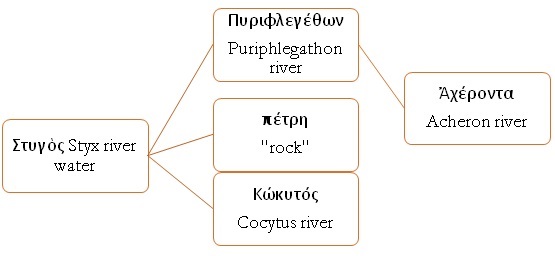 Πυριφλεγέθων
Puriphlegathon
river
Ἀχέροντα
Acheron river
πέτρη
"rock"
Στυγὸς Styx river
water
Κώκυτός
Cocytus river